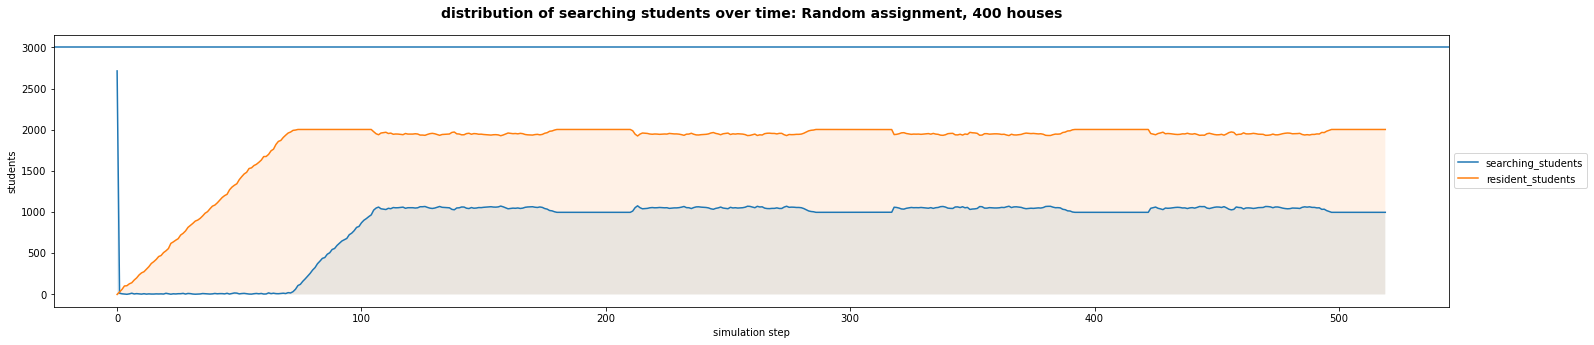 distribution of searching students over time: Random assignment, 400 houses
3000
2500
2000
1500
1000
500
0
students
0 100 200 300 400 500
simulation step
searching_students
resident_students